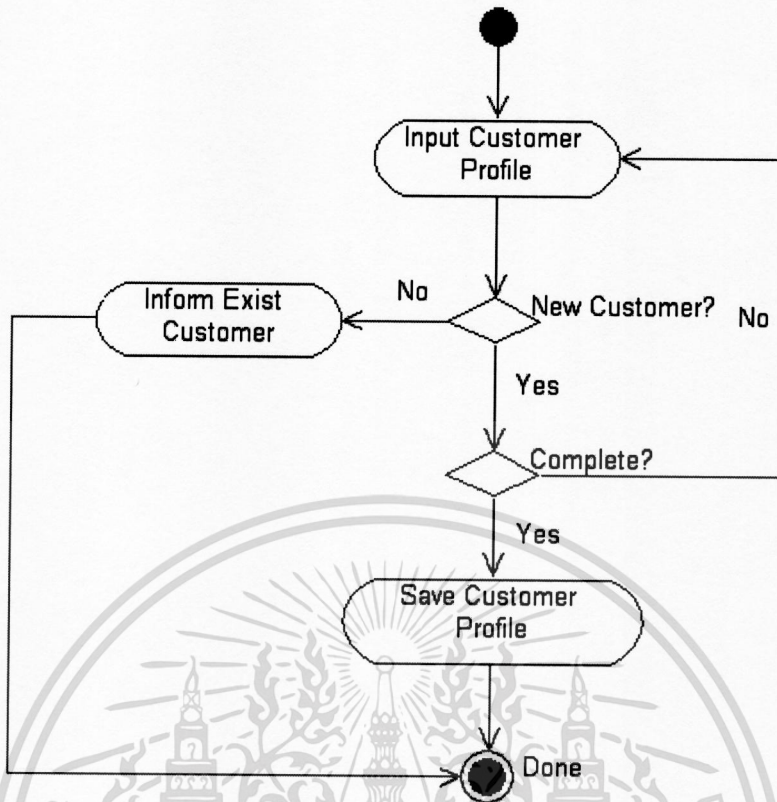 Input Customer
Profile
Inform Exist
Customer
No
New Customer?
No
Yes
Complete?
Yes
Save Customer
Profile
Done